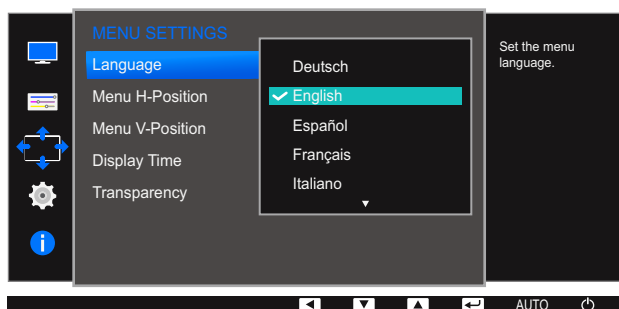 MENU SETTINGS
Language
Menu H-Position
Menu V-Position
Display Time
Transparency
Deutsch
English
Español
Français
Italiano
Set the menu
language.
AUTO